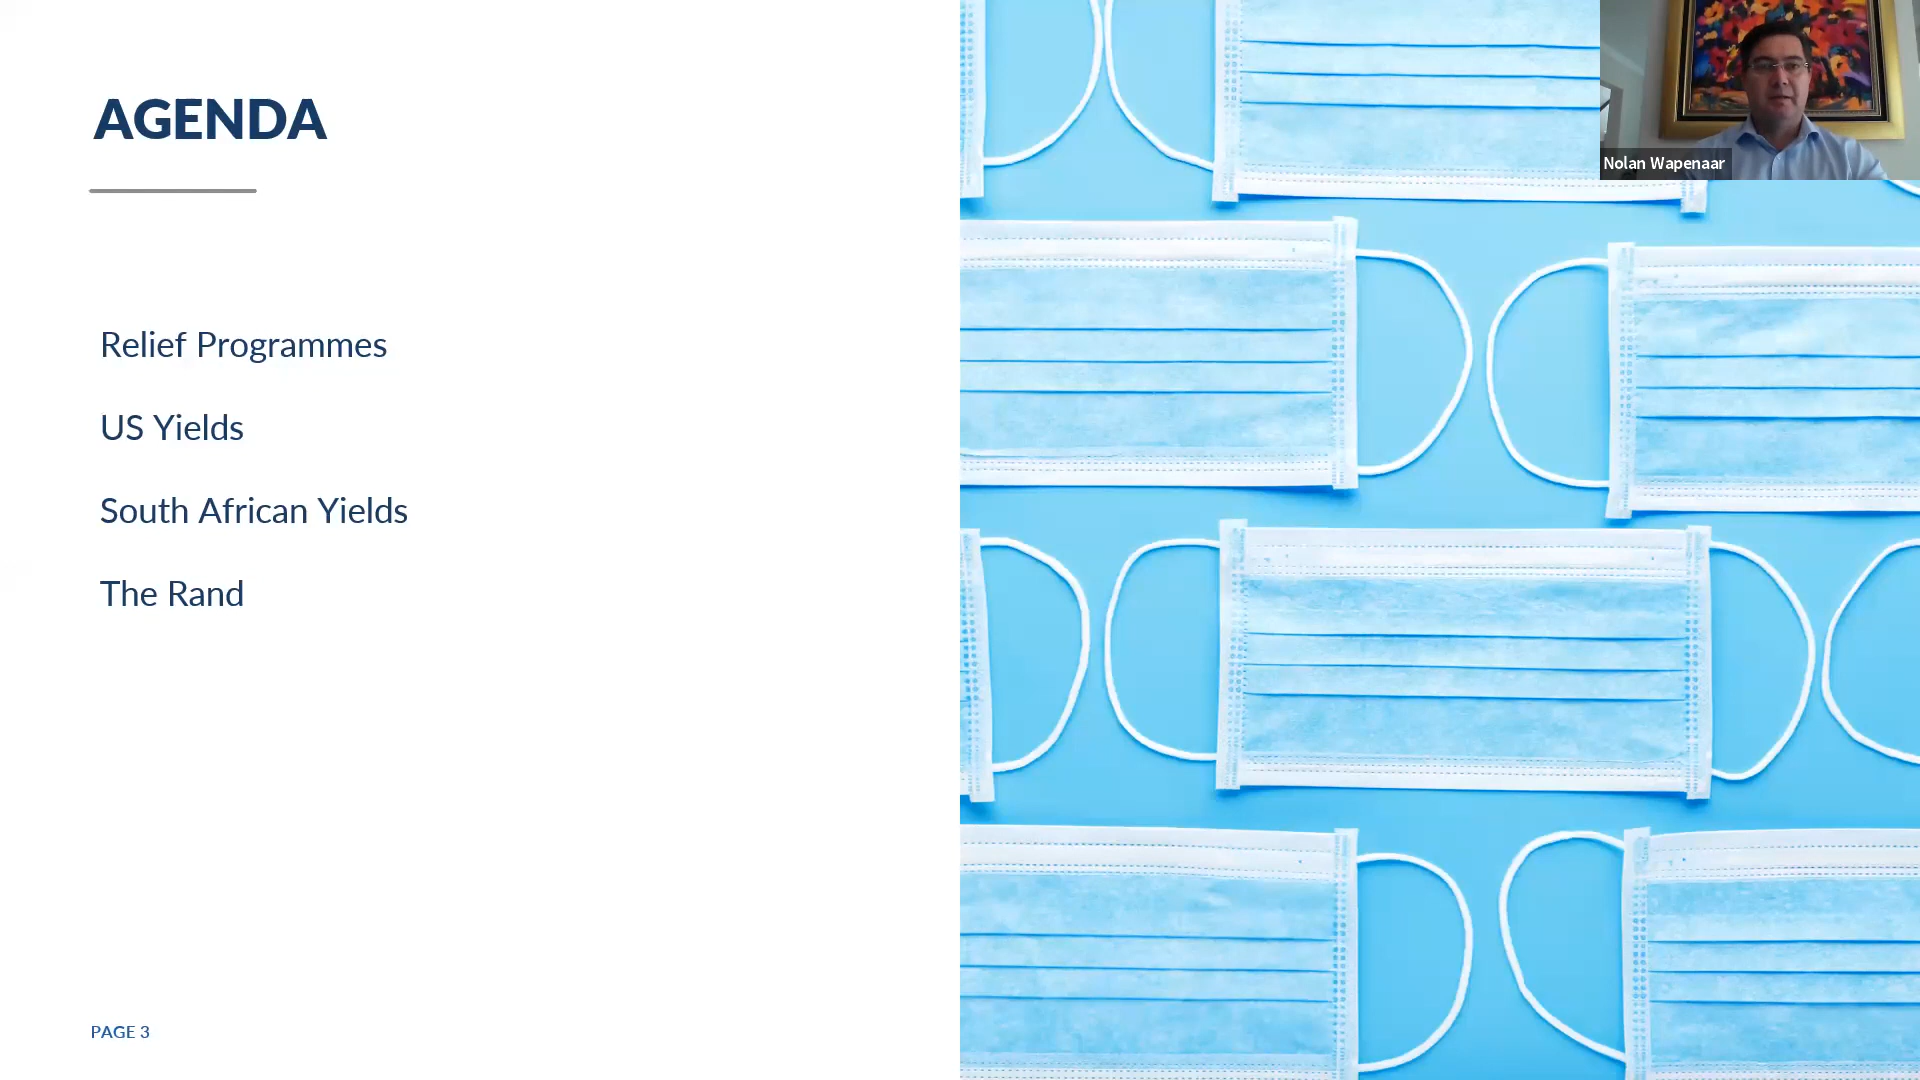 AGENDA
Nolan Wapenaar
Relief Programmes
US Yields
South African Yields
The Rand
PAGE 3